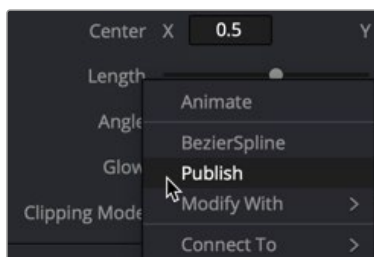 Center X 0.5 Y
Length
Animate
Angle
BezierSpline
Glow
Publish
Clipping Mode
Modify With >
Connect To >